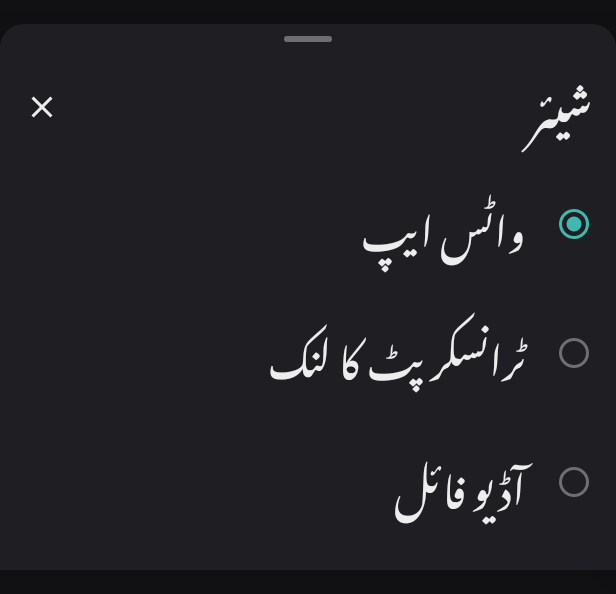 شیئر
واٹس ایپ
ٹرانسکرپٹ کا لنک
آڈیو فائل